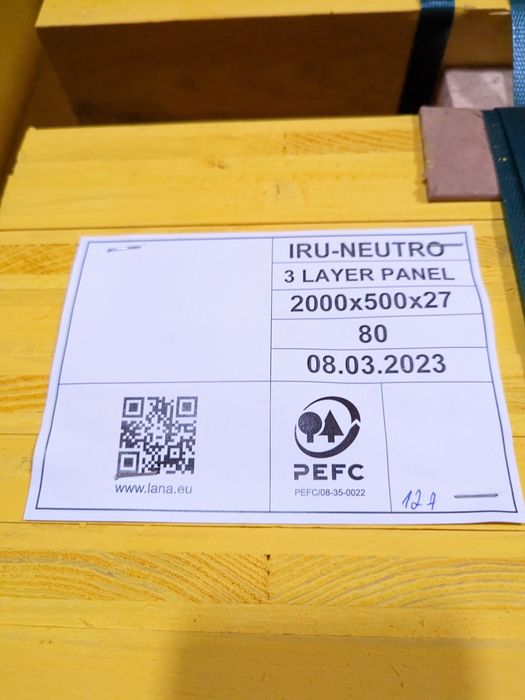 IRU-NEUTRO
3 LAYER PANEL
2000x500x27
80
08.03.2023
www.lana.eu
PEFC
PEFC/08-35-0022